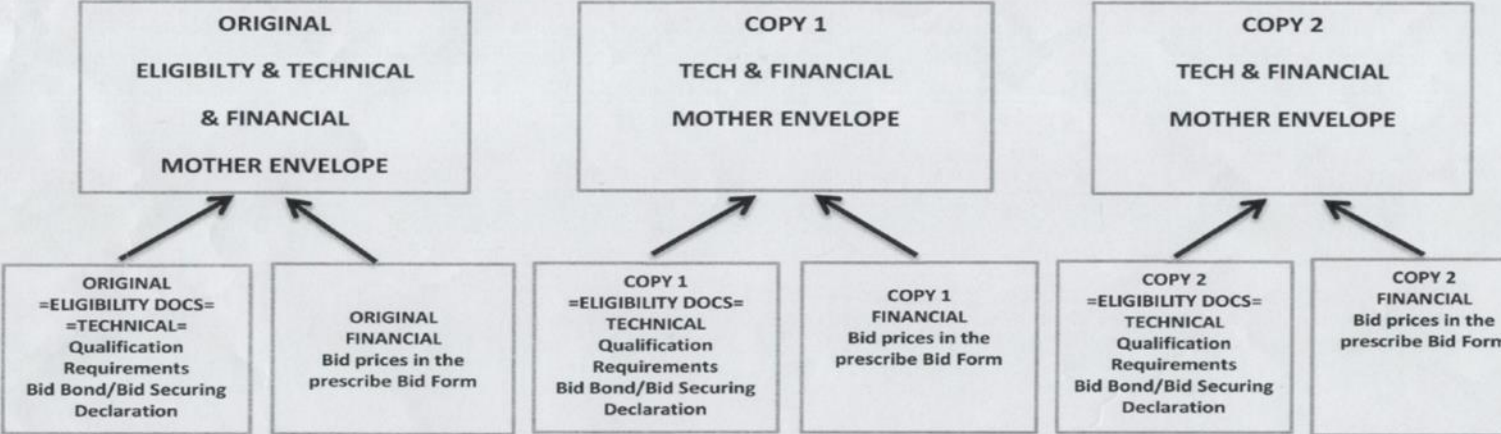 ORIGINAL
ELIGIBILTY & TECHNICAL
& FINANCIAL
MOTHER ENVELOPE
COPY 1
TECH & FINANCIAL
MOTHER ENVELOPE
COPY 2
TECH & FINANCIAL
MOTHER ENVELOPE
ORIGINAL
=ELIGIBILITY DOCS=
=TECHNICAL=
Qualification
Requirements
Bid Bond/Bid Securing
Declaration
ORIGINAL
FINANCIAL
Bid prices in the
prescribe Bid Form
COPY 1
=ELIGIBILITY DOCS=
TECHNICAL
Qualification
Requirements
Bid Bond/Bid Securing
Declaration
COPY 1
FINANCIAL
Bid prices in the
prescribe Bid Form
COPY 2
=ELIGIBILITY DOCS=
TECHNICAL
Qualification
Requirements
Bid Bond/Bid Securing
Declaration
COPY 2
FINANCIAL
Bid prices in the
prescribe Bid Form